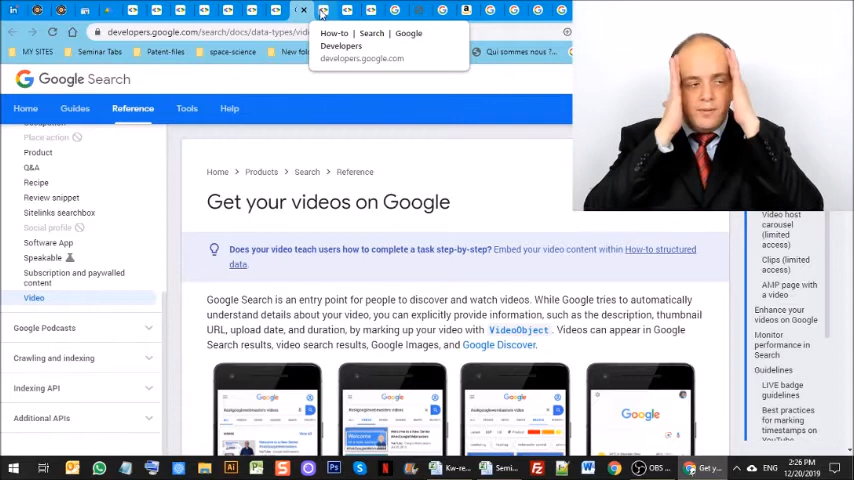 developers.google.com/search/docs/data-types/vid
How-to | Search | Google
Developers
developers.google.com
MY SITES
Seminar Tabs
Patent-files
space-science
New fol
Qui sommes nous ?
Google Search
Home
Guides
Reference
Tools
Help
Place action
Product
Q&A
Recipe
Review snippet
Sitelinks searchbox
Social profile
Software App
Speakable
Subscription and paywalled
content
Video
Google Podcasts
Crawling and indexing
Indexing API
Additional APIs
Home
Products
Search
Reference
Get your videos on Google
Does your video teach users how to complete a task step-by-step? Embed your video content within How-to structured
data.
Google Search is an entry point for people to discover and watch videos. While Google tries to automatically
understand details about your video, you can explicitly provide information, such as the description, thumbnail
URL, upload date, and duration, by marking up your video with VideoObject. Videos can appear in Google
Search results, video search results, Google Images, and Google Discover.
Google
Google
Google
Google
Welcome
Video host
carousel
(limited
access)
Clips (limited
access)
AMP page with
a video
Enhance your
videos on Google
Monitor
performance in
Search
Guidelines
LIVE badge
guidelines
Best practices
for marking
timestamps on
YouTube
Kw-re...
Semi...
OBS ...
Get y...
ENG
2:26 PM
12/20/2019